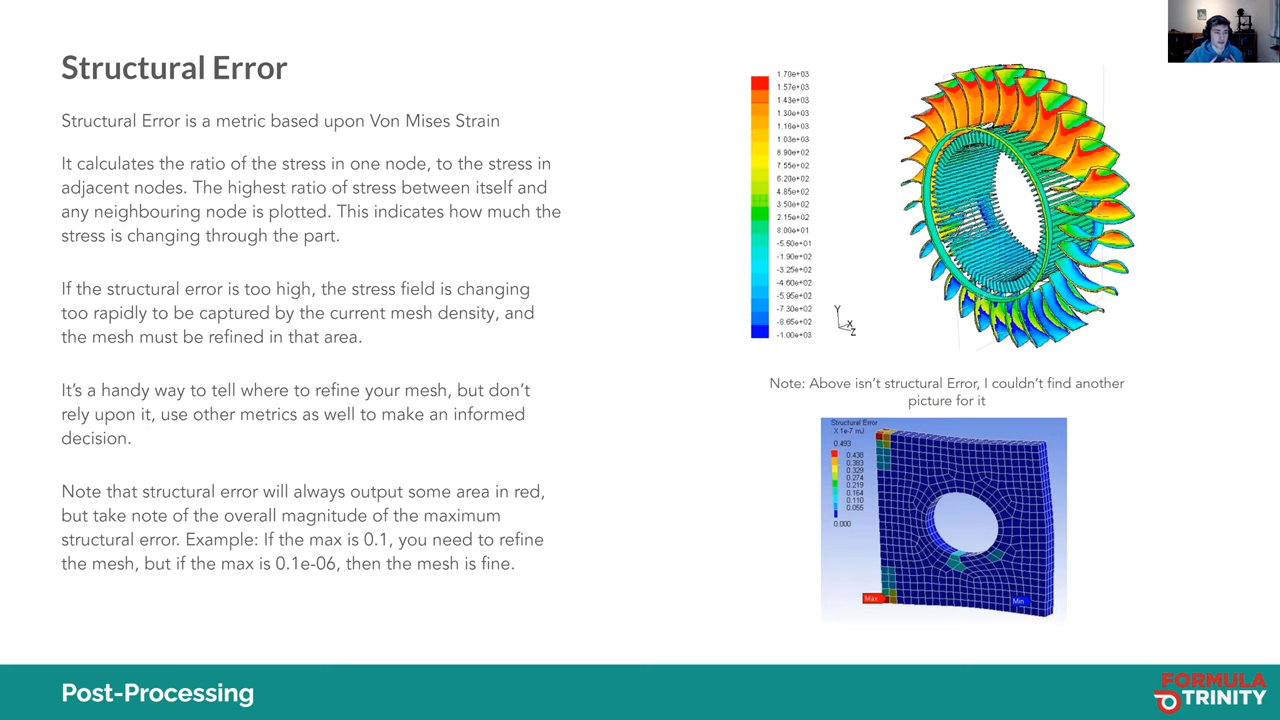 Structural Error
Structural Error is a metric based upon Von Mises Strain
It calculates the ratio of the stress in one node, to the stress in
adjacent nodes. The highest ratio of stress between itself and
any neighbouring node is plotted. This indicates how much the
stress is changing through the part.
If the structural error is too high, the stress field is changing
too rapidly to be captured by the current mesh density, and
the mesh must be refined in that area.
It's a handy way to tell where to refine your mesh, but don't
rely upon it, use other metrics as well to make an informed
decision.
Note that structural error will always output some area in red,
but take note of the overall magnitude of the maximum
structural error. Example: If the max is 0.1, you need to refine
the mesh, but if the max is 0.1e-06, then the mesh is fine.
1.70e+03
1.57e+03
1.43e+03
1.30e+03
1.16e+03
1.03e+03
8.90e+02
7.55e+02
6.20e+02
4.85e+02
3.50e+02
2.15e+02
8.00e+01
-5.50e+01
-1.90e+02
-3.25e+02
-4.60e+02
-5.95e+02
-7.30e+02
-8.65e+02
-1.00e+03
Y
X
Z
Note: Above isn't structural Error, I couldn't find another
picture for it
Structural Error
X 1e-7 mJ
0.493
0.438
0.383
0.329
0.274
0.219
0.164
0.110
0.055
0.000
Max
Min
Post-Processing
FORMULA
TRINITY